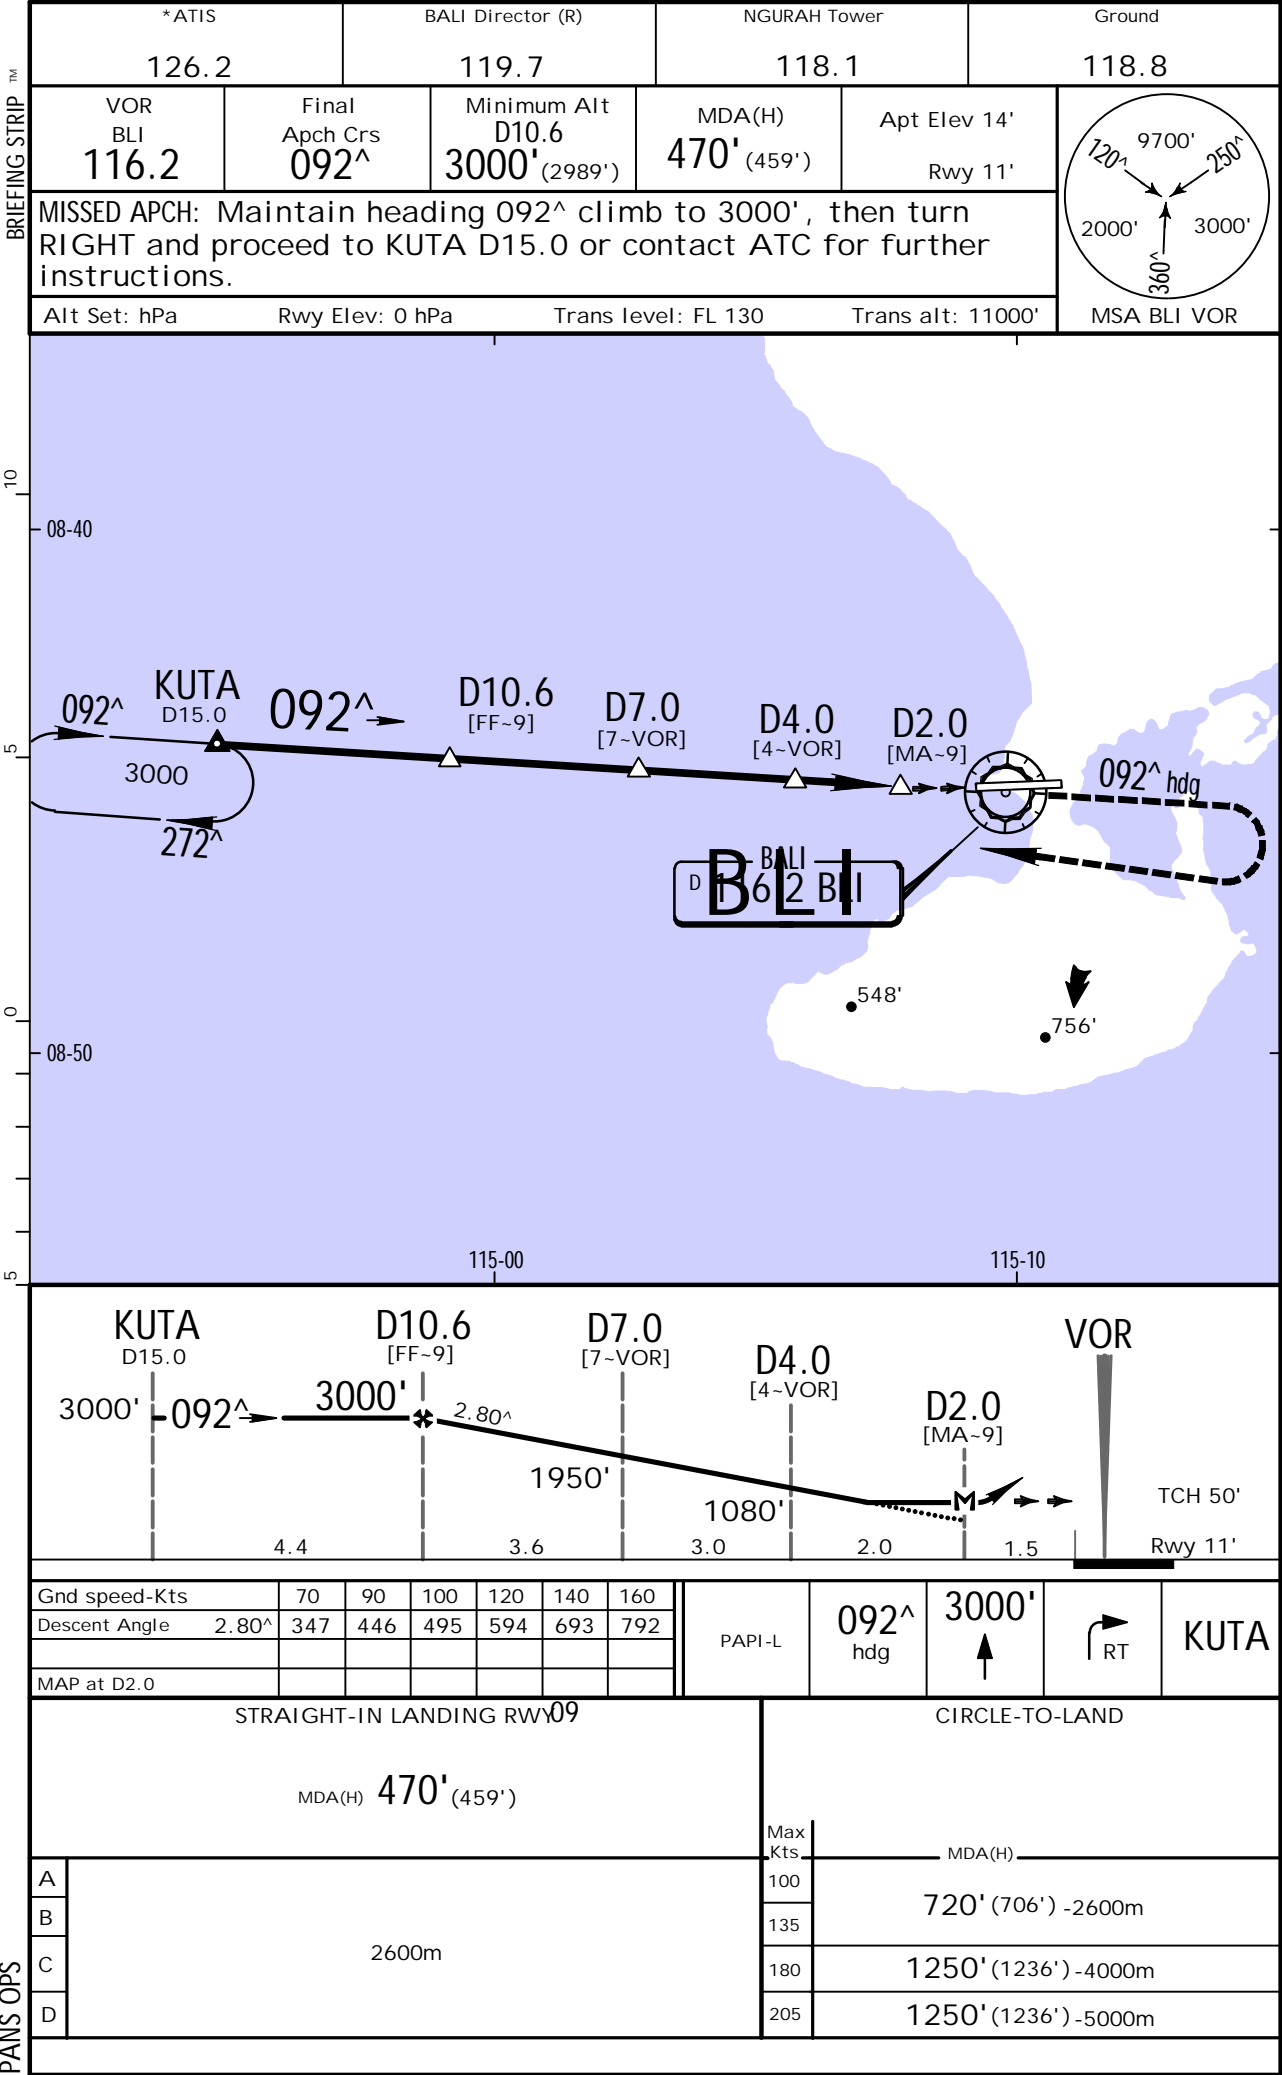 *ATIS
126.2
BALI Director (R)
119.7
NGURAH Tower
118.1
Ground
118.8
BRIEFING STRIP ™
VOR
BLI
116.2
Final
Apch Crs
092^
Minimum Alt
D10.6
3000' (2989')
MDA(H)
470' (459')
Apt Elev 14'
Rwy 11'
MISSED APCH: Maintain heading 092^ climb to 3000', then turn
RIGHT and proceed to KUTA D15.0 or contact ATC for further
instructions.
Alt Set: hPa Rwy Elev: 0 hPa Trans level: FL 130 Trans alt: 11000'
9700'
120^
250^
2000'
3000'
360^
MSA BLI VOR
10
08-40
5
0
08-50
5
092^
KUTA
D15.0
092^
D10.6
[FF~9]
D7.0
[7~VOR]
D4.0
[4~VOR]
D2.0
[MA~9]
3000
272^
092^ hdg
BALI
D
BLI
BLI
548'
756'
115-00
115-10
KUTA
D15.0
D10.6
[FF~9]
D7.0
[7~VOR]
D4.0
[4~VOR]
D2.0
[MA~9]
VOR
3000'
092^
3000'
2.80^
1950'
1080'
M
TCH 50'
Rwy 11'
4.4 3.6 3.0 2.0 1.5
Gnd speed-Kts 70 90 100 120 140 160
Descent Angle 2.80^ 347 446 495 594 693 792
MAP at D2.0
PAPI-L
092^
hdg
3000'
RT
KUTA
STRAIGHT-IN LANDING RWY09
MDA(H) 470' (459')
CIRCLE-TO-LAND
Max
Kts
MDA(H)
A
B
C
D
2600m
100
135
720' (706') -2600m
180
1250' (1236') -4000m
205
1250' (1236') -5000m
PANS OPS